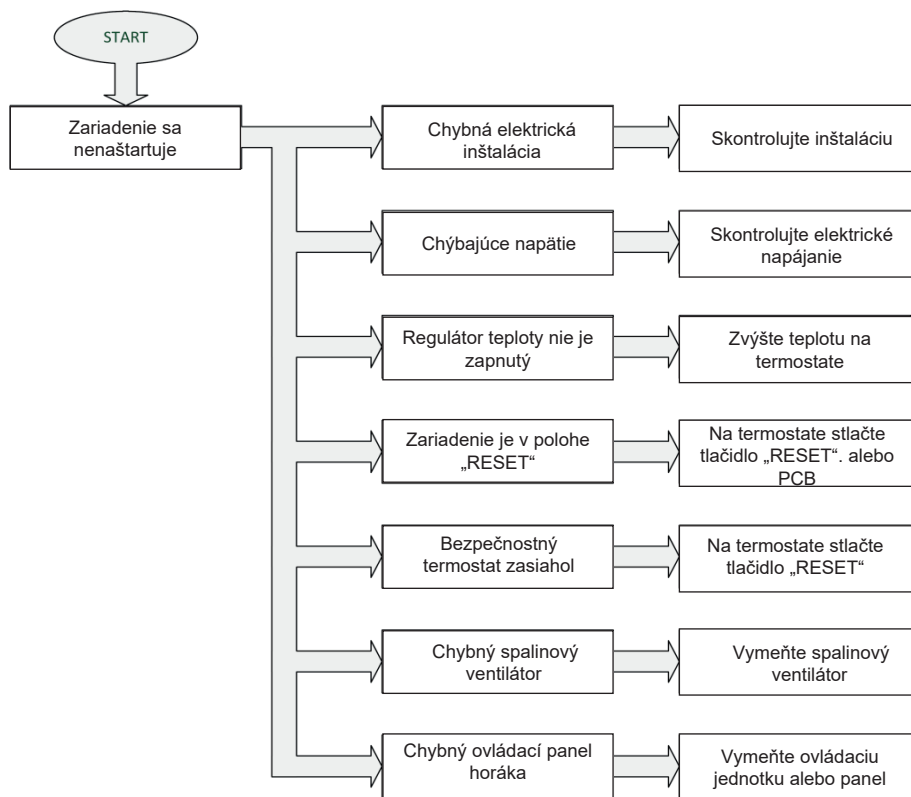 START
Zariadenie sa
nenaštartuje
Chybná elektrická
inštalácia
Skontrolujte inštaláciu
Chýbajúce napätie
Skontrolujte elektrické
napájanie
Regulátor teploty nie je
zapnutý
Zvýšte teplotu na
termostate
Zariadenie je v polohe
„RESET“
Na termostate stlačte
tlačidlo „RESET“. alebo
PCB
Bezpečnostný
termostat zasiahol
Na termostate stlačte
tlačidlo „RESET“
Chybný spalinový
ventilátor
Vymeňte spalinový
ventilátor
Chybný ovládací panel
horáka
Vymeňte ovládaciu
jednotku alebo panel